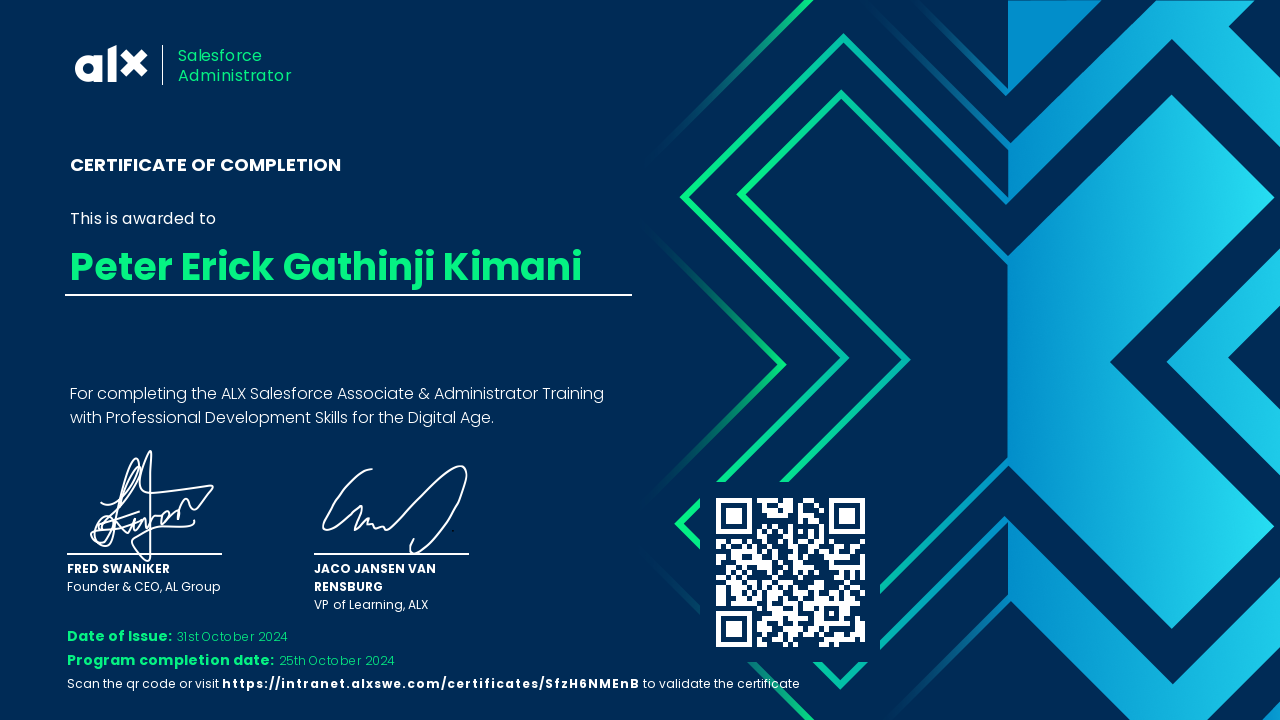 alx
Salesforce
Administrator
CERTIFICATE OF COMPLETION
This is awarded to
Peter Erick Gathinji Kimani
For completing the ALX Salesforce Associate & Administrator Training
with Professional Development Skills for the Digital Age.
FRED SWANIKER
Founder & CEO, AL Group
JACO JANSEN VAN
RENSBURG
VP of Learning, ALX
Date of Issue: 31st October 2024
Program completion date: 25th October 2024
Scan the qr code or visit https://intranet.alxswe.com/certificates/SfzH6NMEnB to validate the certificate